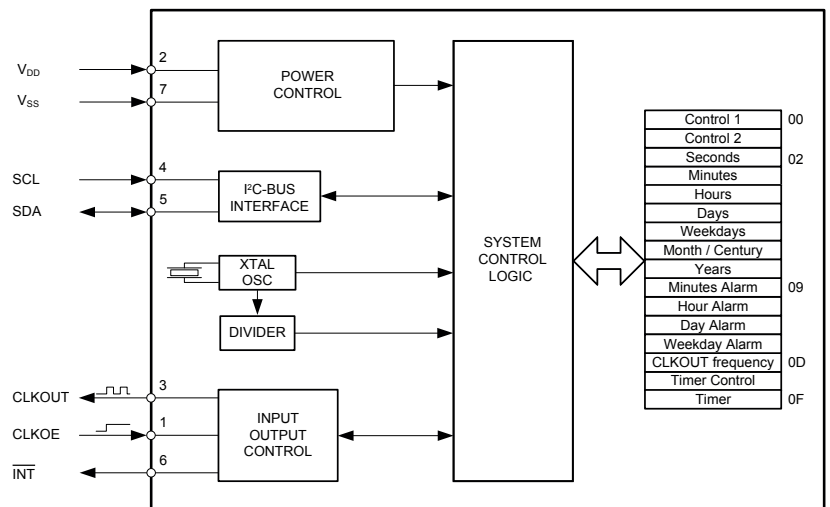 V_DD
2
V_SS
7
POWER
CONTROL
SCL
4
SDA
5
I²C-BUS
INTERFACE
XTAL
OSC
DIVIDER
CLKOUT
3
CLKOE
1
INT
6
INPUT
OUTPUT
CONTROL
SYSTEM
CONTROL
LOGIC
Control 1 00
Control 2
Seconds 02
Minutes
Hours
Days
Weekdays
Month / Century
Years
Minutes Alarm 09
Hour Alarm
Day Alarm
Weekday Alarm
CLKOUT frequency 0D
Timer Control
Timer 0F